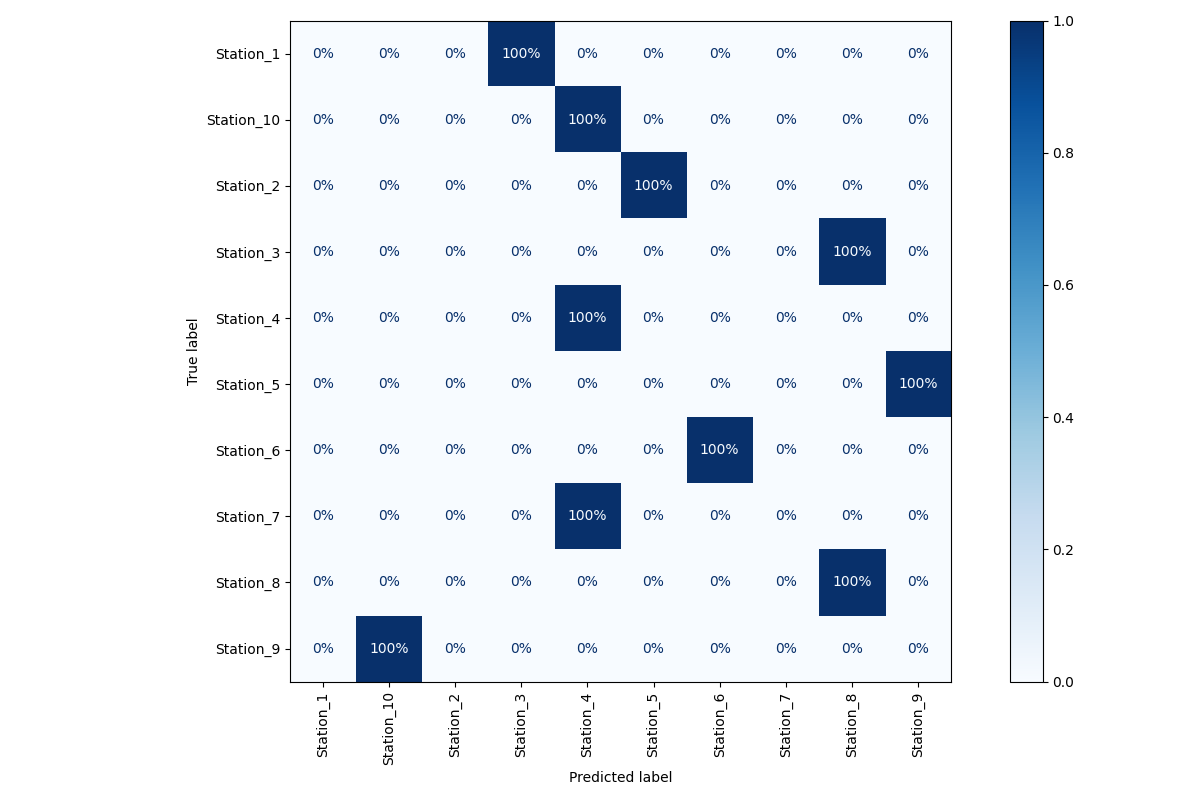 Station_1 0% 0% 0% 100% 0% 0% 0% 0% 0% 0% 1.0
Station_10 0% 0% 0% 0% 100% 0% 0% 0% 0% 0%
0.8
Station_2 0% 0% 0% 0% 0% 100% 0% 0% 0% 0%
Station_3 0% 0% 0% 0% 0% 0% 0% 0% 100% 0%
0.6
Station_4 0% 0% 0% 0% 100% 0% 0% 0% 0% 0%
True label
Station_5 0% 0% 0% 0% 0% 0% 0% 0% 0% 100%
0.4
Station_6 0% 0% 0% 0% 0% 0% 100% 0% 0% 0%
Station_7 0% 0% 0% 0% 100% 0% 0% 0% 0% 0%
0.2
Station_8 0% 0% 0% 0% 0% 0% 0% 0% 100% 0%
Station_9 0% 100% 0% 0% 0% 0% 0% 0% 0% 0%
0.0
Station_1 Station_10 Station_2 Station_3 Station_4 Station_5 Station_6 Station_7 Station_8 Station_9
Predicted label